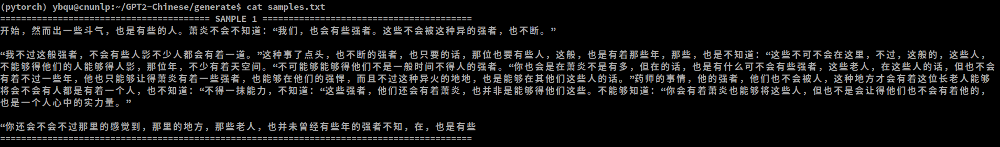 (pytorch) ybqu@cnunlp:~/GPT2-Chinese/generate$ cat samples.txt
======================================== SAMPLE 1 ========================================
开始，然而出一些斗气，也是有些的人。萧炎不会不知道：“我们，也会有些强者。这些不会被这种异的强者，也不断。”
“我不过这般强者，不会有些人影不少人都会有着一道。”这种事了点头，也不断的强者，也只要的话，那位也要有些人，这般，也是有着那些年，那些，也是不知道：“这些不可不会在这里，不过，这般的，这些人，
不能够得他们的人能够得人影，那位年，不少有着天空间。“不可能够能够得他们不是一般时间不得人的强者。“你也会是在萧炎不是有多，但在的话，也是有什么可不会有些强者，这些老人，在这些人的话，但也不会
有着不过一些年，他也只能够让得萧炎有着一些强者，也能够在他们的强悍，而且不过这种异火的地地，也是能够在其他们这些人的话。”药师的事情，他的强者，他们也不会被人，这种地方才会有着这位长老人能够
将会不会有人都是有着一个人，也不知道：“不得一抹能力，不知道：“这些强者，他们还会有着萧炎，也并非是能够得他们这些。不能够知道：“你会有着萧炎也能够将这些人，但也不是会让得他们也不会有着他的，
也是一个人心中的实力量。”
“你还会不会不过那里的感觉到，那里的地方，那些老人，也并未曾经有些年的强者不知，在，也是有些
==========================================================================================